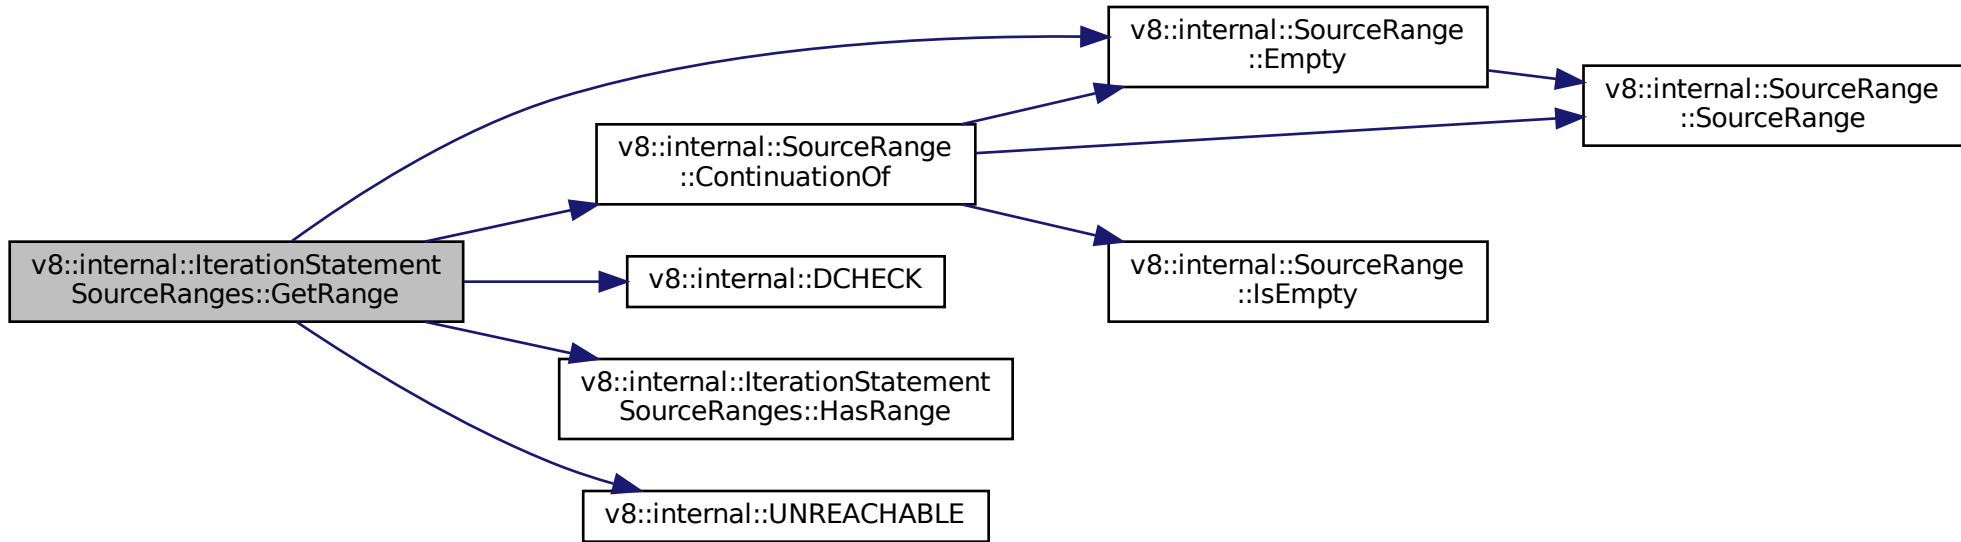 v8::internal::IterationStatement
SourceRanges::GetRange
v8::internal::SourceRange
::ContinuationOf
v8::internal::DCHECK
v8::internal::IterationStatement
SourceRanges::HasRange
v8::internal::UNREACHABLE
v8::internal::SourceRange
::Empty
v8::internal::SourceRange
::IsEmpty
v8::internal::SourceRange
::SourceRange